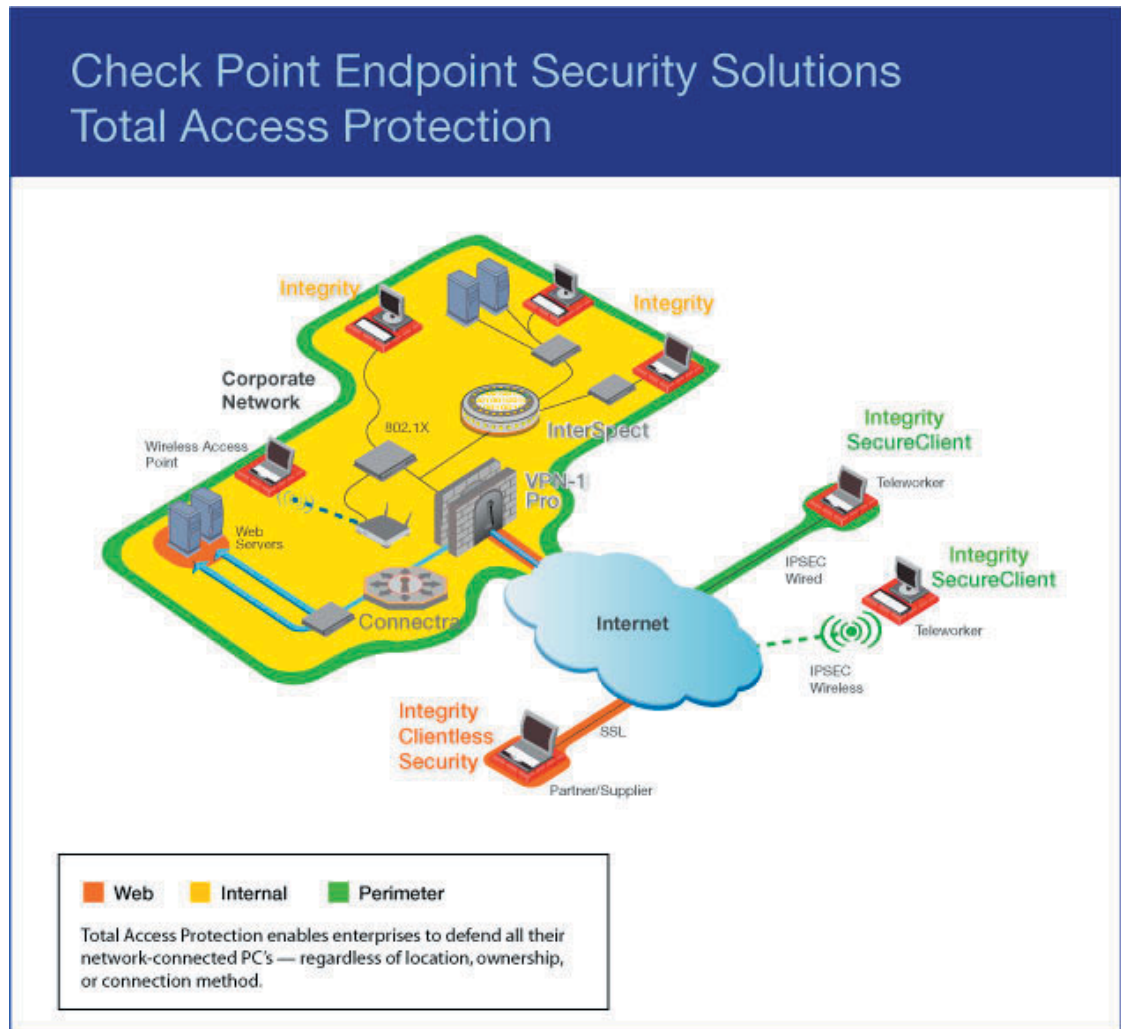 Check Point Endpoint Security Solutions
Total Access Protection
Integrity
Integrity
Corporate
Network
802.1X
InterSpect
Wireless Access
Point
VPN-1
Pro
Web
Servers
Connectra
Integrity
SecureClient
Teleworker
IPSEC
Wired
Integrity
SecureClient
Teleworker
IPSEC
Wireless
Internet
Integrity
Clientless
Security
SSL
Partner/Supplier
Web
Internal
Perimeter
Total Access Protection enables enterprises to defend all their
network-connected PC's — regardless of location, ownership,
or connection method.